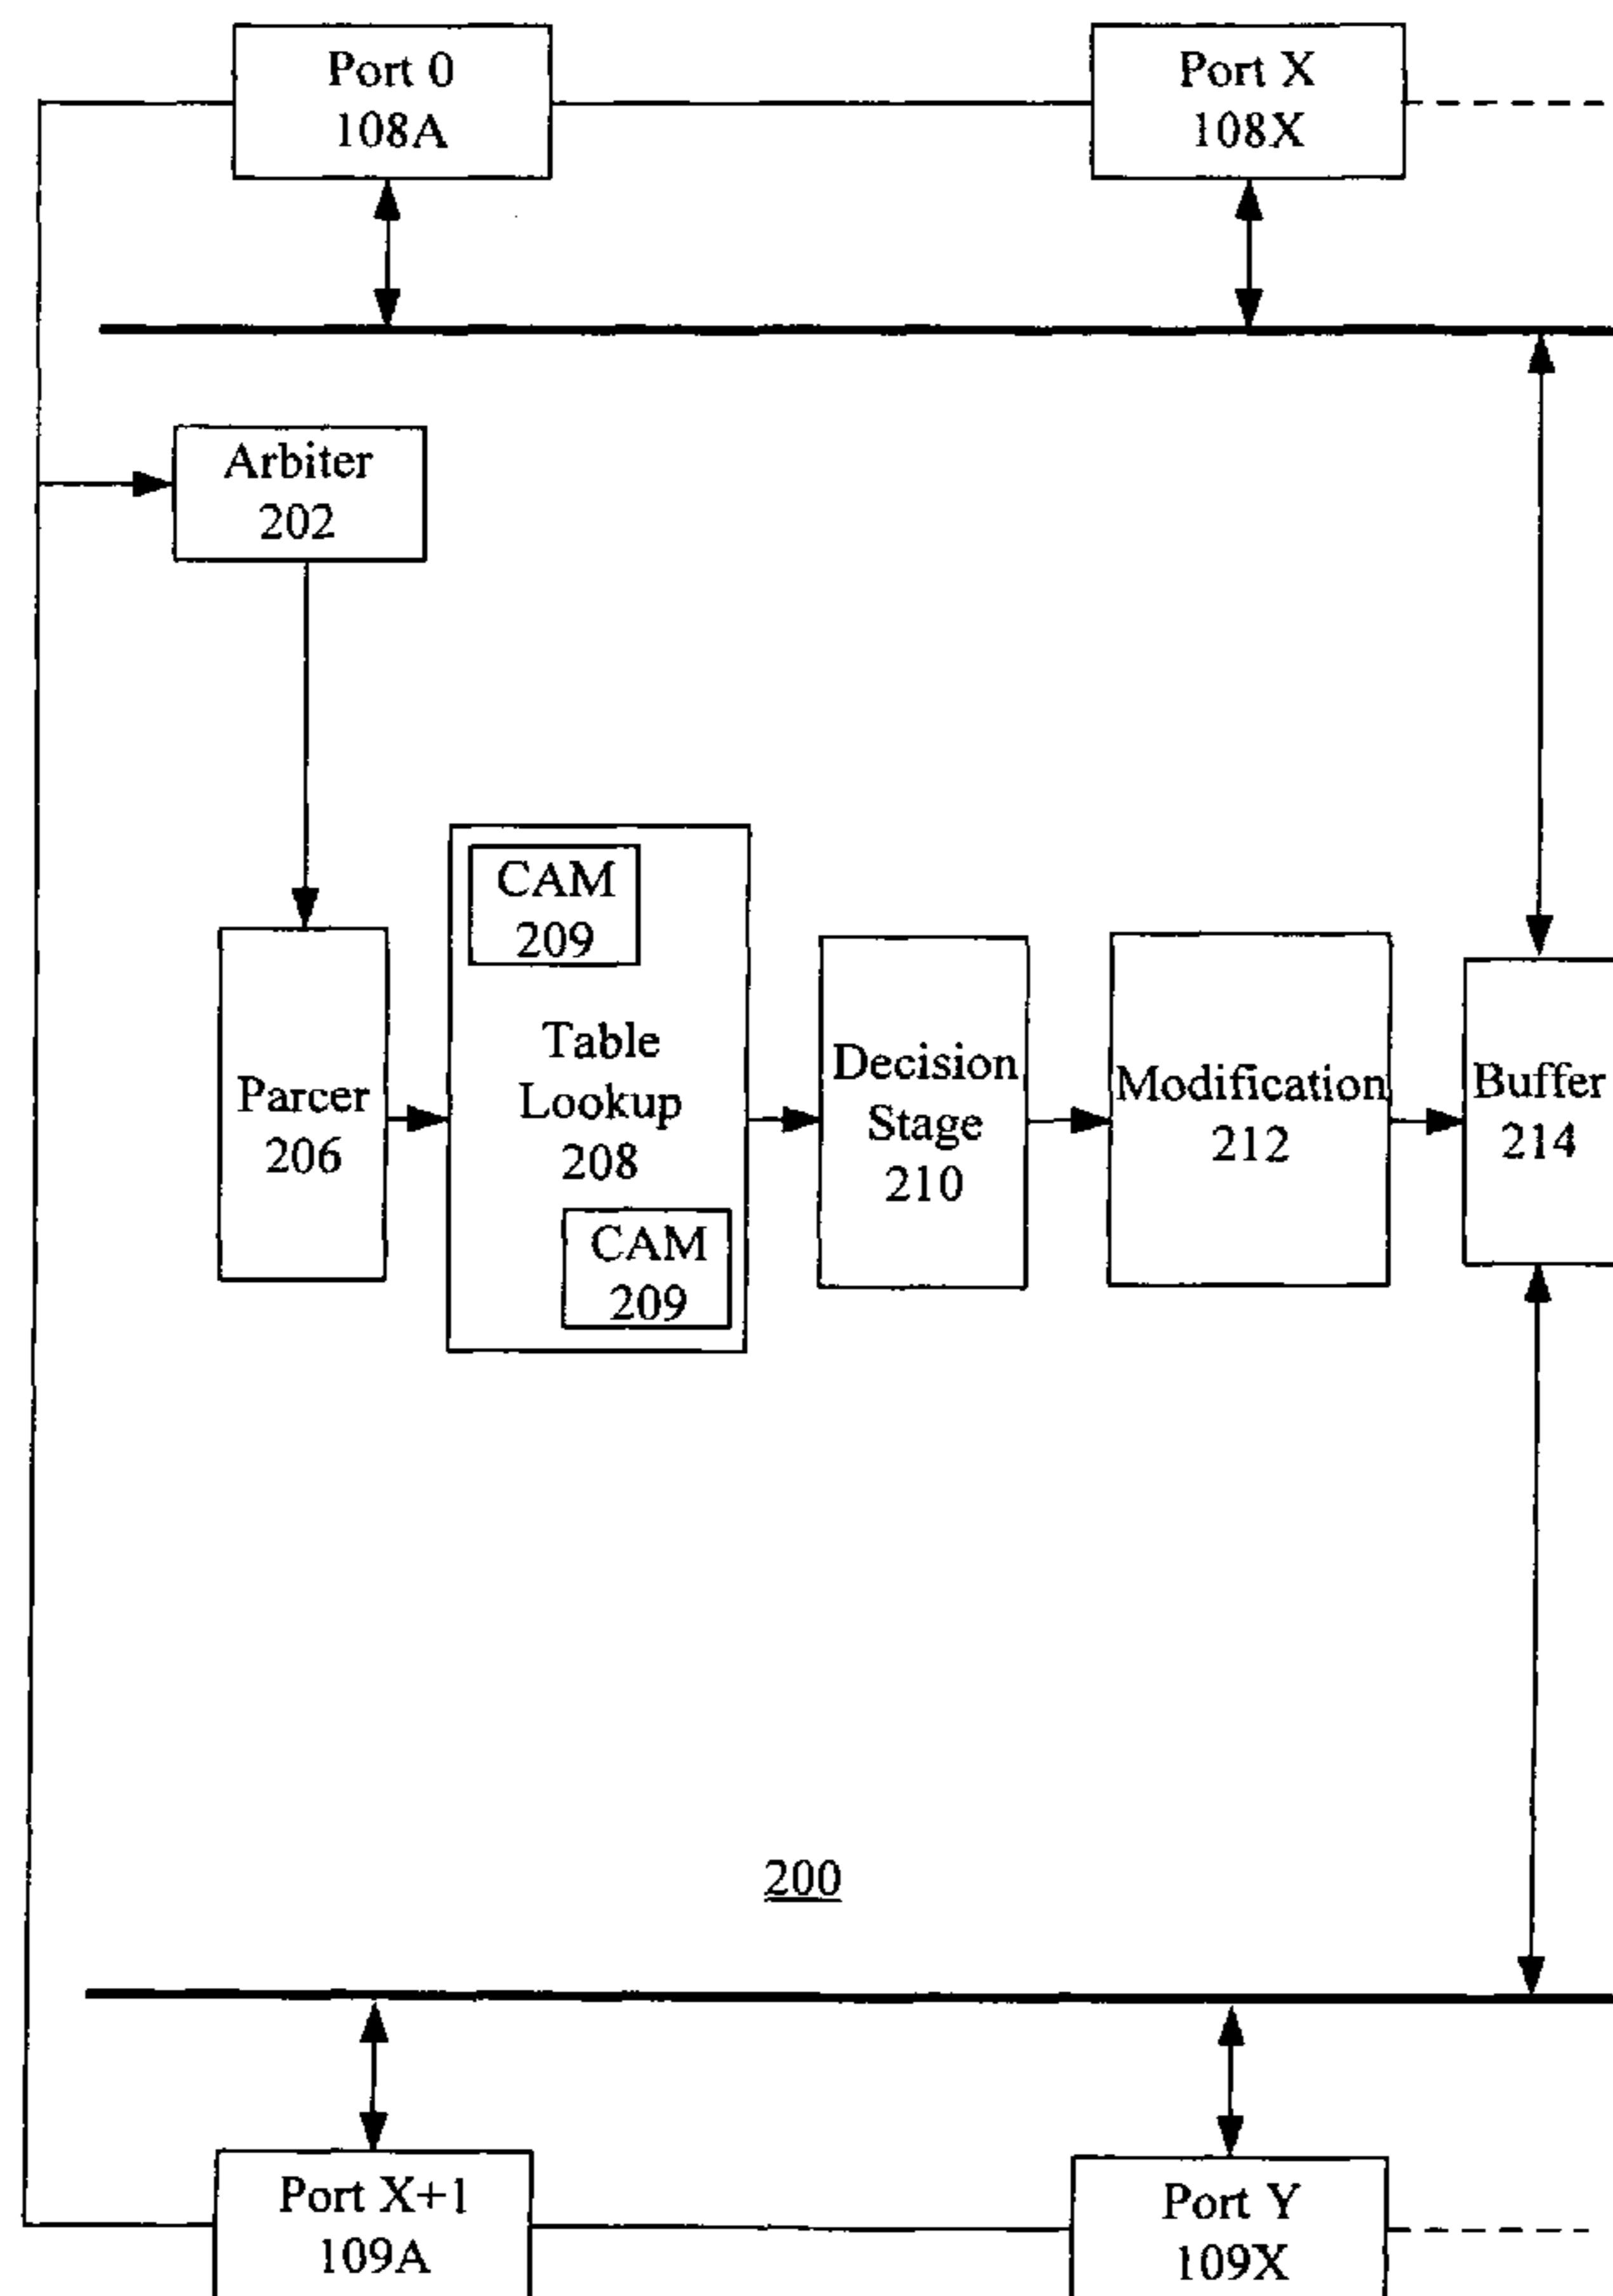 Port 0
108A
Port X
108X
Arbiter
202
CAM
209
Table
Lookup
208
CAM
209
Parcer
206
Decision
Stage
210
Modification
212
Buffer
214
200
Port X+1
109A
Port Y
109X